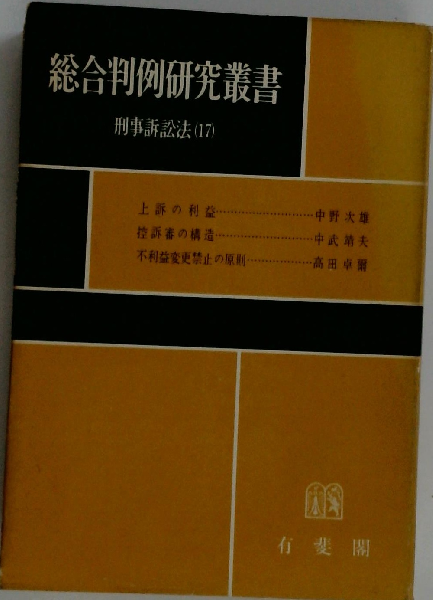 総合判例研究叢書
刑事訴訟法(17)
上訴の利益……………………中野次雄
控訴審の構造……………………中武靖夫
不利益変更禁止の原則……………高田卓爾
有斐閣